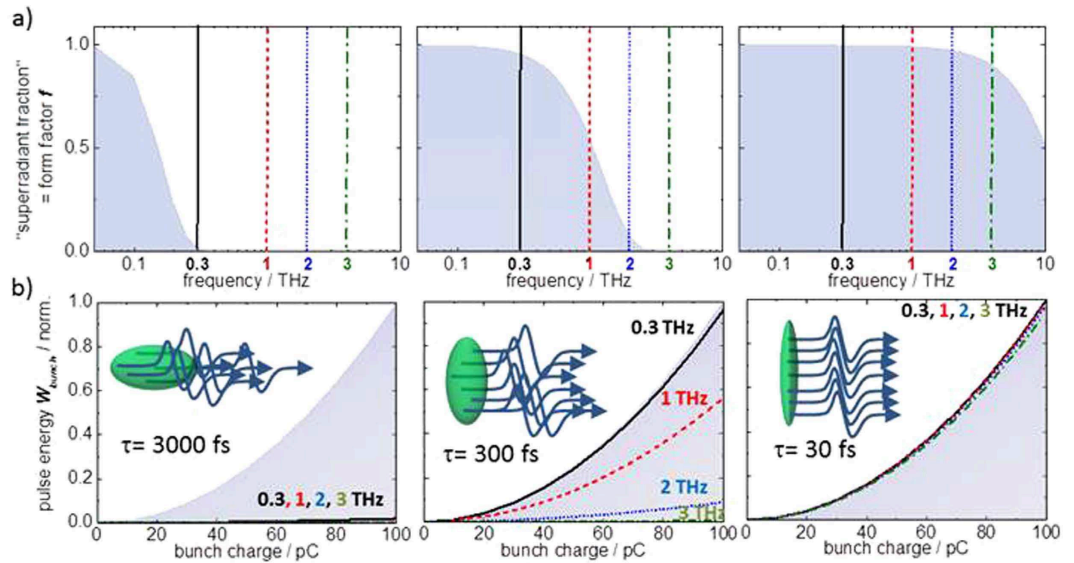 a)
"superradiant fraction"
= form factor f
1.0
0.5
0.0
0.1 0.3 1 2 3 10
frequency / THz
0.1 0.3 1 2 3 10
frequency / THz
0.1 0.3 1 2 3 10
frequency / THz
b)
pulse energy W bunch / norm.
1.0
0.8
0.6
0.4
0.2
0.0
τ= 3000 fs
0.3, 1, 2, 3 THz
20 40 60 80 100
bunch charge / pC
0.3 THz
1 THz
τ= 300 fs
2 THz
3 THz
20 40 60 80 100
bunch charge / pC
0.3, 1, 2, 3 THz
τ= 30 fs
20 40 60 80 100
bunch charge / pC